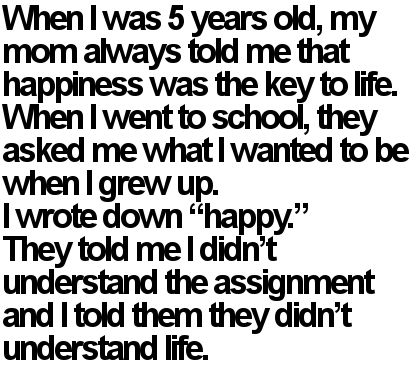 When I was 5 years old, my
mom always told me that
happiness was the key to life.
When I went to school, they
asked me what I wanted to be
when I grew up.
I wrote down “happy.”
They told me I didn’t
understand the assignment
and I told them they didn’t
understand life.